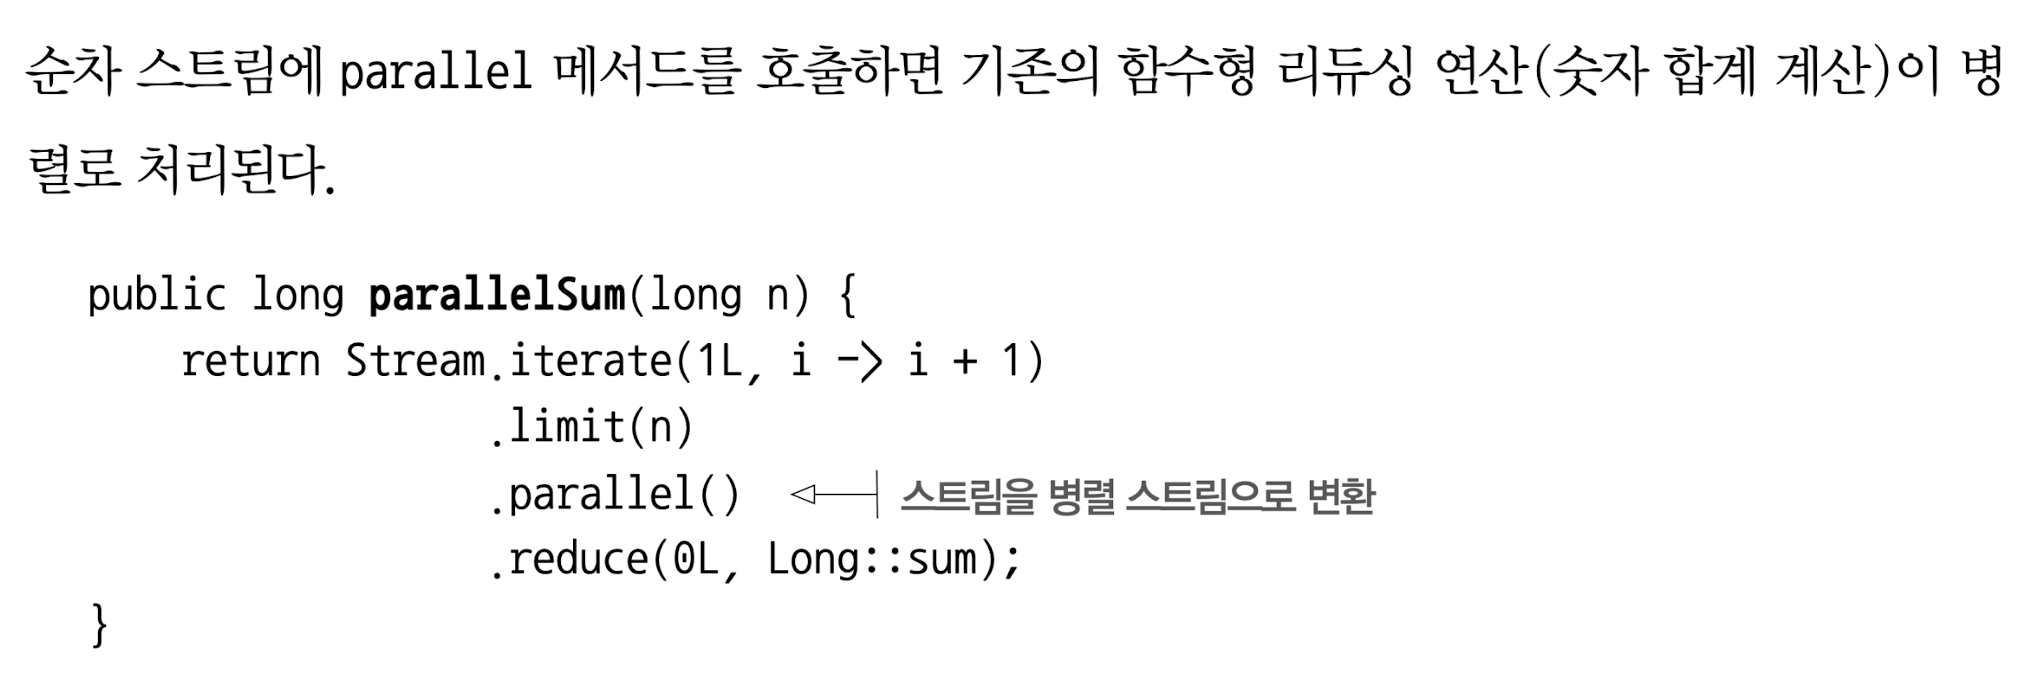 순차 스트림에 parallel 메서드를 호출하면 기존의 함수형 리듀싱 연산(숫자 합계 계산)이 병
렬로 처리된다.
public long parallelSum(long n) {
    return Stream.iterate(1L, i -> i + 1)
                 .limit(n)
                 .parallel() 스트림을 병렬 스트림으로 변환
                 .reduce(0L, Long::sum);
}